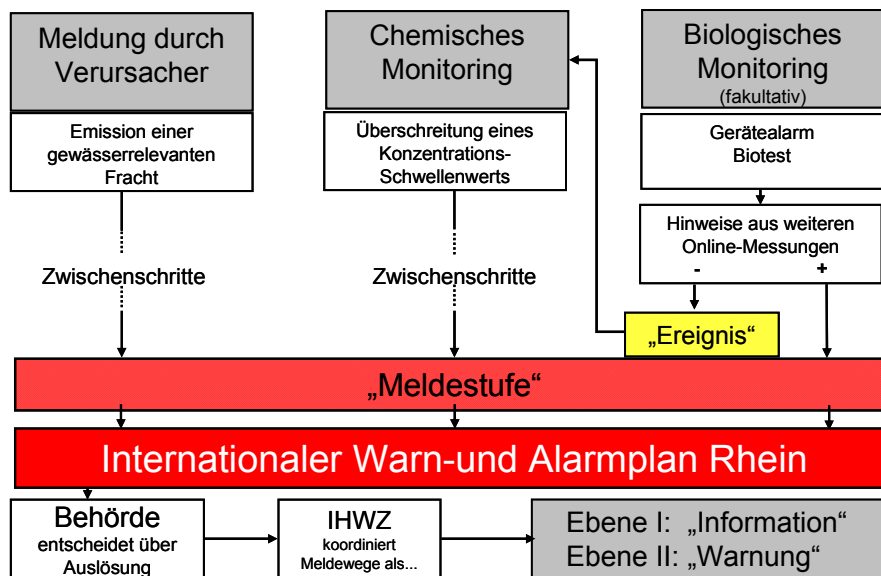 Meldung durch
Verursacher
Emission einer
gewässerrelevanten
Fracht
Zwischenschritte
Chemisches
Monitoring
Überschreitung eines
Konzentrations-
Schwellenwerts
Zwischenschritte
Biologisches
Monitoring
(fakultativ)
Gerätealarm
Biotest
Hinweise aus weiteren
Online-Messungen
- +
„Ereignis“
„Meldestufe“
Internationaler Warn-und Alarmplan Rhein
Behörde
entscheidet über
Auslösung
IHWZ
koordiniert
Meldewege als...
Ebene I: „Information“
Ebene II: „Warnung“